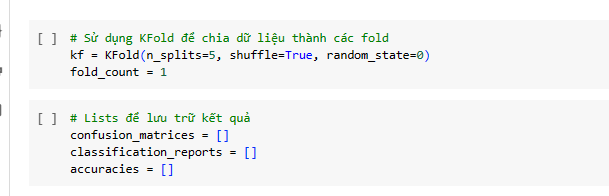 [ ] # Sử dụng KFold để chia dữ liệu thành các fold
kf = KFold(n_splits=5, shuffle=True, random_state=0)
fold_count = 1
[ ] # Lists để lưu trữ kết quả
confusion_matrices = []
classification_reports = []
accuracies = []